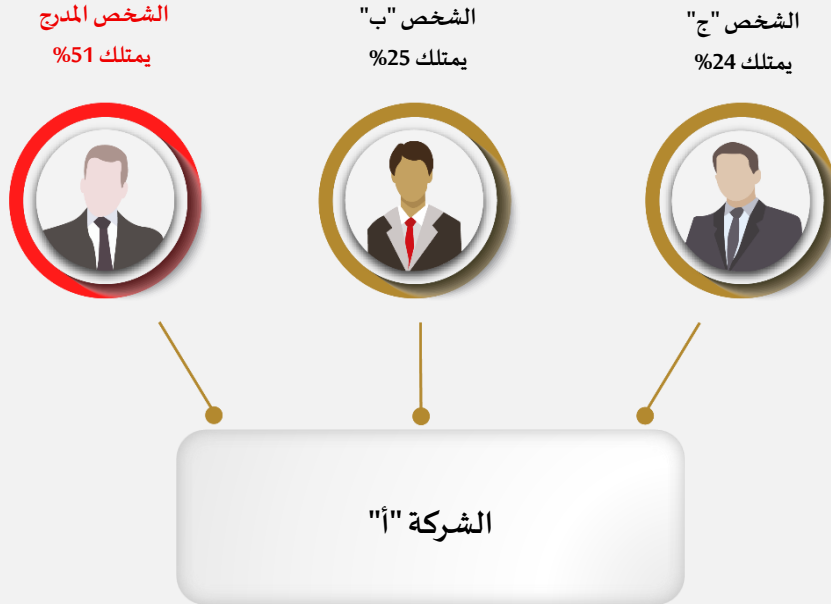 الشخص "ج"
يمتلك 24%
الشخص "ب"
يمتلك 25%
الشخص المدرج
يمتلك 51%
الشركة "أ"